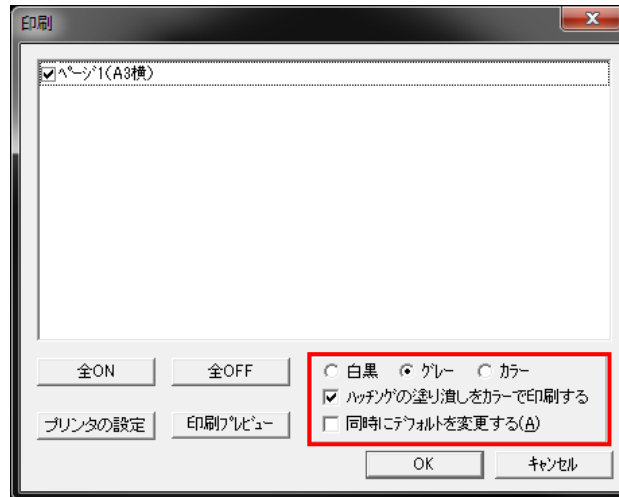 印刷
ﾍﾟｰｼﾞ1(A3横)
全ON 全OFF
プリンタの設定 印刷ﾌﾟﾚﾋﾞｭｰ
白黒 ｸﾞﾚｰ ｶﾗｰ
ﾊｯﾁﾝｸﾞの塗り潰しをｶﾗｰで印刷する
同時にﾃﾞﾌｫﾙﾄを変更する(A)
OK ｷｬﾝｾﾙ